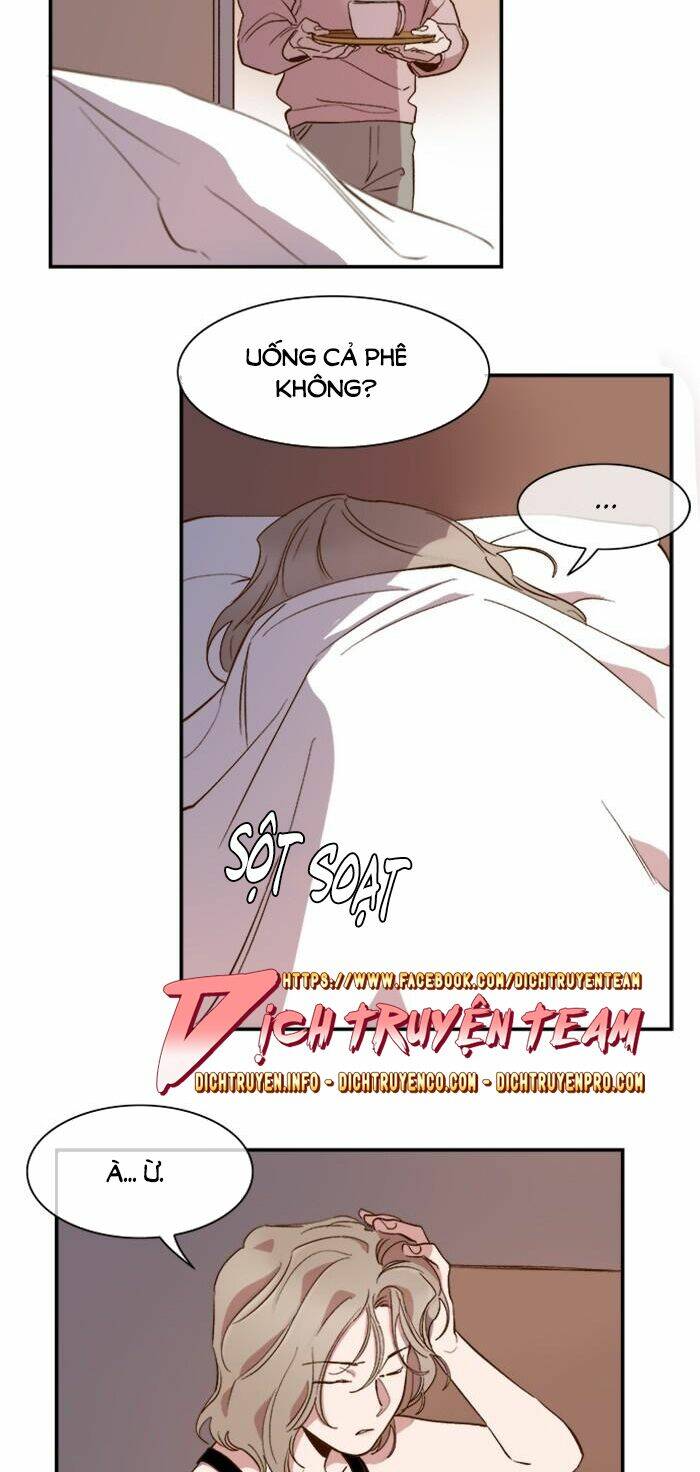 UỐNG CÀ PHÊ
KHÔNG?
...
SỘT SOẠT
HTTPS://WWW.FACEBOOK.COM/DICHTRUYENTEAM
DỊCH TRUYỆN TEAM
DICHTRUYEN.INFO - DICHTRUYENCO.COM - DICHTRUYENPRO.COM
À... Ừ.